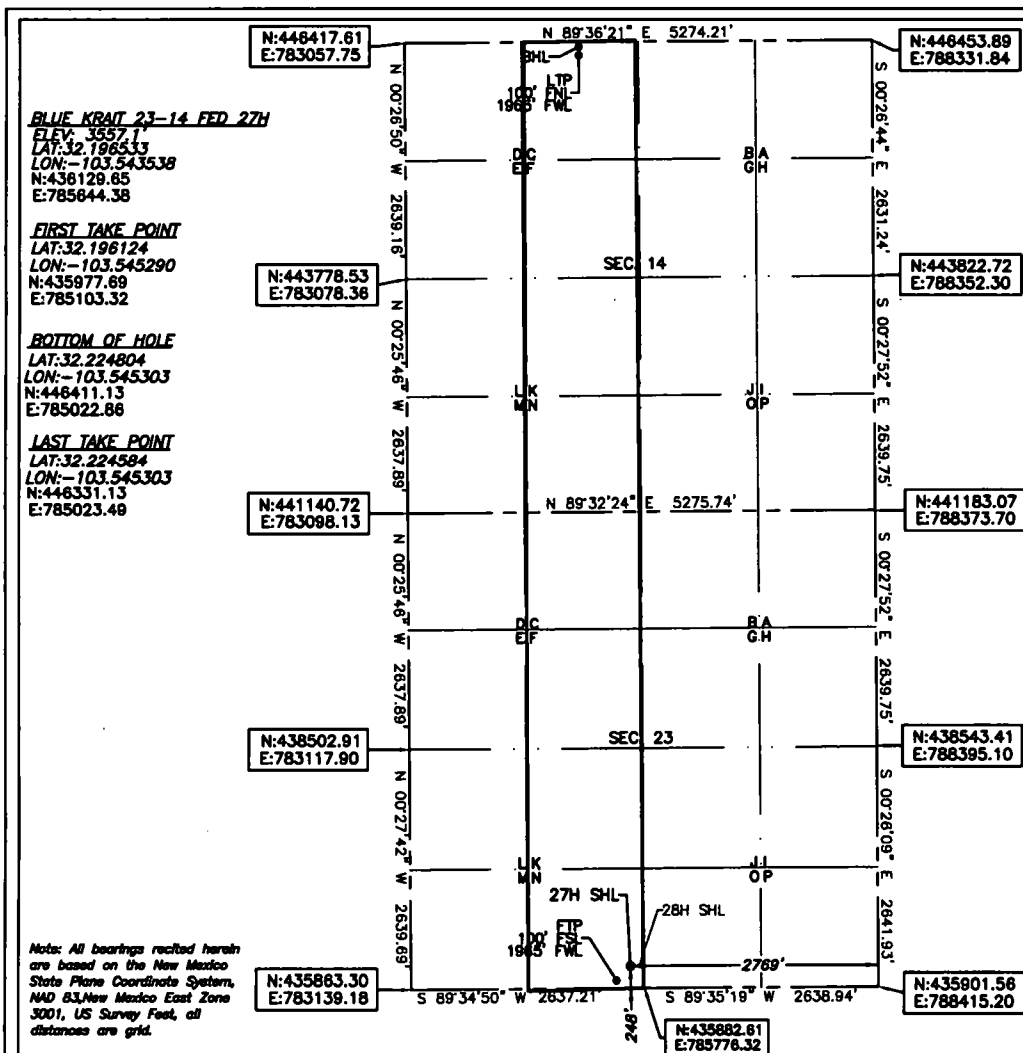 N:446417.61
E:783057.75
N 89°36'21" E 5274.21'
N:446453.89
E:788331.84
BHL
LTP
100' FNL
1965' FWL
N 00°26'50" W 2639.16'
S 00°26'44" E 2631.24'
BLUE KRAIT 23-14 FED 27H
ELEV: 3557.1'
LAT:32.196533
LON:-103.543538
N:436129.65
E:785644.38
D C
E F
B A
G H
FIRST TAKE POINT
LAT:32.196124
LON:-103.545290
N:435977.69
E:785103.32
N:443778.53
E:783078.36
SEC. 14
N:443822.72
E:788352.30
BOTTOM OF HOLE
LAT:32.224804
LON:-103.545303
N:446411.13
E:785022.86
N 00°25'46" W 2637.89'
S 00°27'52" E 2639.75'
L K
M N
J I
O P
LAST TAKE POINT
LAT:32.224584
LON:-103.545303
N:446331.13
E:785023.49
N:441140.72
E:783098.13
N 89°32'24" E 5275.74'
N:441183.07
E:788373.70
N 00°25'46" W 2637.89'
S 00°27'52" E 2639.75'
D C
E F
B A
G H
N:438502.91
E:783117.90
SEC. 23
N:438543.41
E:788395.10
N 00°27'42" W 2639.69'
S 00°26'09" E 2641.93'
L K
M N
J I
O P
27H SHL
28H SHL
FTP
100' FSL
1965' FWL
2769'
248'
Note: All bearings recited herein
are based on the New Mexico
State Plane Coordinate System,
NAD 83,New Mexico East Zone
3001, US Survey Feet, all
distances are grid.
N:435863.30
E:783139.18
S 89°34'50" W 2637.21'
S 89°35'19" W 2638.94'
N:435901.56
E:788415.20
N:435882.61
E:785776.32